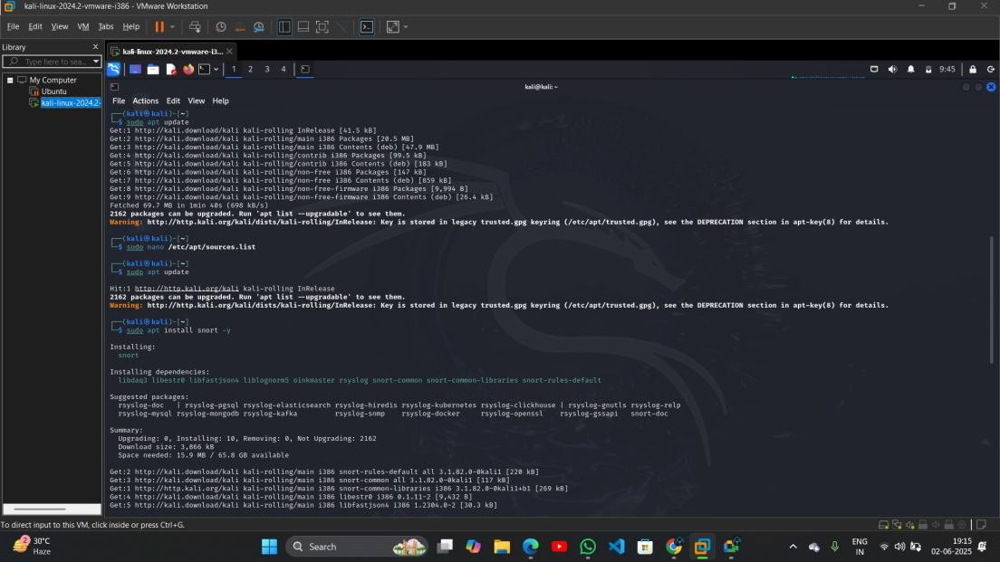 kali-linux-2024.2-vmware-i386 - VMware Workstation
File Edit View VM Tabs Help
Library
Type here to sea...
My Computer
Ubuntu
kali-linux-2024.2-
kali-linux-2024.2-vmware-i3...
1 2 3 4
9:45
kali@kali: ~
File Actions Edit View Help
(kali㉿kali)-[~]
$ sudo apt update
Get:1 http://kali.download/kali kali-rolling InRelease [41.5 kB]
Get:2 http://kali.download/kali kali-rolling/main i386 Packages [20.5 MB]
Get:3 http://kali.download/kali kali-rolling/main i386 Contents (deb) [47.9 MB]
Get:4 http://kali.download/kali kali-rolling/contrib i386 Packages [99.5 kB]
Get:5 http://kali.download/kali kali-rolling/contrib i386 Contents (deb) [183 kB]
Get:6 http://kali.download/kali kali-rolling/non-free i386 Packages [147 kB]
Get:7 http://kali.download/kali kali-rolling/non-free i386 Contents (deb) [859 kB]
Get:8 http://kali.download/kali kali-rolling/non-free-firmware i386 Packages [9,994 B]
Get:9 http://kali.download/kali kali-rolling/non-free-firmware i386 Contents (deb) [26.4 kB]
Fetched 69.7 MB in 1min 40s (698 kB/s)
2162 packages can be upgraded. Run 'apt list --upgradable' to see them.
Warning: http://http.kali.org/kali/dists/kali-rolling/InRelease: Key is stored in legacy trusted.gpg keyring (/etc/apt/trusted.gpg), see the DEPRECATION section in apt-key(8) for details.
(kali㉿kali)-[~]
$ sudo nano /etc/apt/sources.list
(kali㉿kali)-[~]
$ sudo apt update
Hit:1 http://http.kali.org/kali kali-rolling InRelease
2162 packages can be upgraded. Run 'apt list --upgradable' to see them.
Warning: http://http.kali.org/kali/dists/kali-rolling/InRelease: Key is stored in legacy trusted.gpg keyring (/etc/apt/trusted.gpg), see the DEPRECATION section in apt-key(8) for details.
(kali㉿kali)-[~]
$ sudo apt install snort -y
Installing:
snort
Installing dependencies:
libdaq3 libestr0 libfastjson4 liblognorm5 oinkmaster rsyslog snort-common snort-common-libraries snort-rules-default
Suggested packages:
rsyslog-doc | rsyslog-pgsql rsyslog-elasticsearch rsyslog-hiredis rsyslog-kubernetes rsyslog-clickhouse | rsyslog-gnutls rsyslog-relp
rsyslog-mysql rsyslog-mongodb rsyslog-kafka rsyslog-snmp rsyslog-docker rsyslog-openssl rsyslog-gssapi snort-doc
Summary:
Upgrading: 0, Installing: 10, Removing: 0, Not Upgrading: 2162
Download size: 3,866 kB
Space needed: 15.9 MB / 65.8 GB available
Get:2 http://kali.download/kali kali-rolling/main i386 snort-rules-default all 3.1.82.0-0kali1 [220 kB]
Get:3 http://kali.download/kali kali-rolling/main i386 snort-common all 3.1.82.0-0kali1 [117 kB]
Get:1 http://kali.download/kali kali-rolling/main i386 snort-common-libraries i386 3.1.82.0-0kali1+b1 [269 kB]
Get:4 http://kali.download/kali kali-rolling/main i386 libestr0 i386 0.1.11-2 [9,432 B]
Get:5 http://kali.download/kali kali-rolling/main i386 libfastjson4 i386 1.2304.0-2 [30.3 kB]
To direct input to this VM, click inside or press Ctrl+G.
2
30°C
Haze
Search
ENG
IN
19:15
02-06-2025